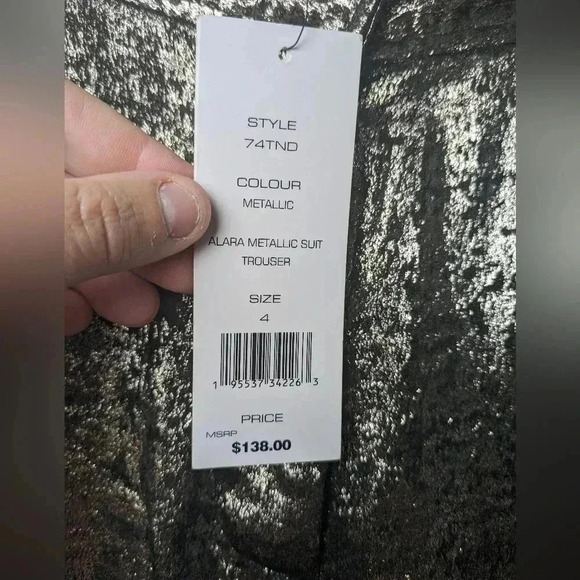 STYLE
74TND
COLOUR
METALLIC
ALARA METALLIC SUIT
TROUSER
SIZE
4
1 95537 34226 3
PRICE
MSRP
$138.00